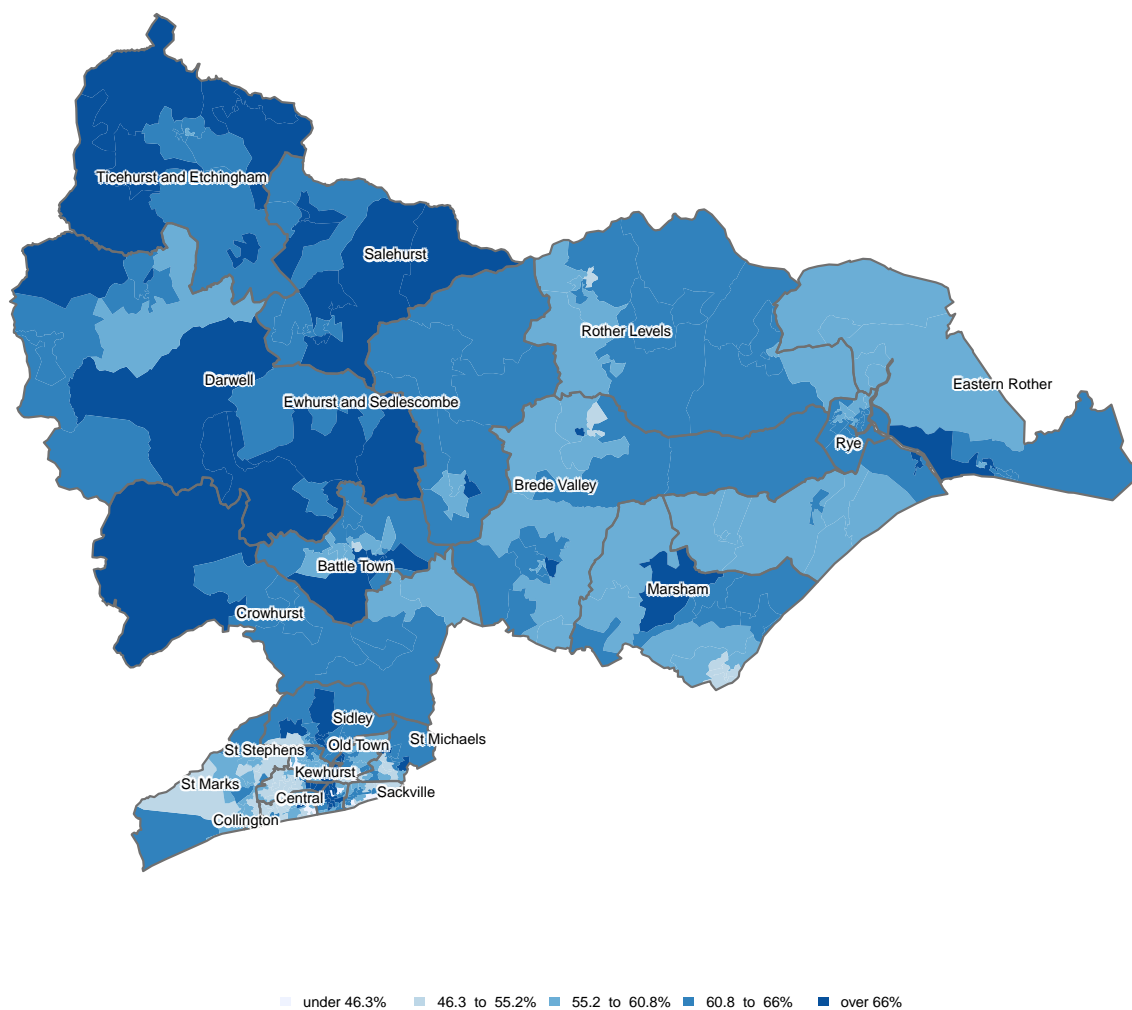 Ticehurst and Etchingham
Salehurst
Rother Levels
Darwell
Eastern Rother
Ewhurst and Sedlescombe
Rye
Brede Valley
Battle Town
Marsham
Crowhurst
Sidley
St Michaels
Old Town
St Stephens
Kewhurst
St Marks
Sackville
Central
Collington
under 46.3%
46.3 to 55.2%
55.2 to 60.8%
60.8 to 66%
over 66%